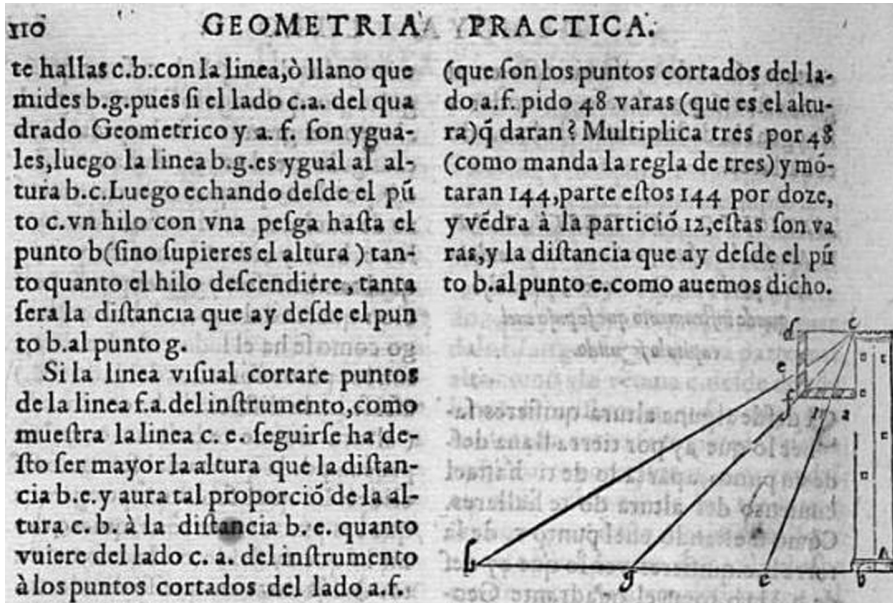 110 GEOMETRIA PRACTICA.
te hallas c.b.con la linea,ò llano que
mides b.g.pues ſi el lado c.a. del qua
drado Geometrico y a. f. ſon ygua-
les,luego la linea b.g.es ygual al al-
tura b.c.Luego echando deſde el pũ
to c.vn hilo con vna peſga haſta el
punto b(ſino ſupieres el altura) tan-
to quanto el hilo deſcendiere, tanta
ſera la diſtancia que ay deſde el pun
to b.al punto g.
Si la linea viſual cortare puntos
de la linea f.a.del inſtrumento,como
mueſtra la linea c. e. ſeguirſe ha de-
ſto ſer mayor la altura que la diſtan-
cia b.e.y aura tal proporció de la al-
tura c. b. à la diſtancia b. e. quanto
vuiere del lado c. a. del inſtrumento
à los puntos cortados del lado a.f.
(que ſon los puntos cortados del la-
do a.f. pido 48 varas (que es el altu-
ra)q̃ daran? Multiplica tres por 48
(como manda la regla de tres) y mó-
taran 144,parte eſtos 144 por doze,
y védra à la partició 12,eſtas ſon va
ras,y la diſtancia que ay deſde el pũ
to b.al punto e.como auemos dicho.
d c
e
f r a
g e b